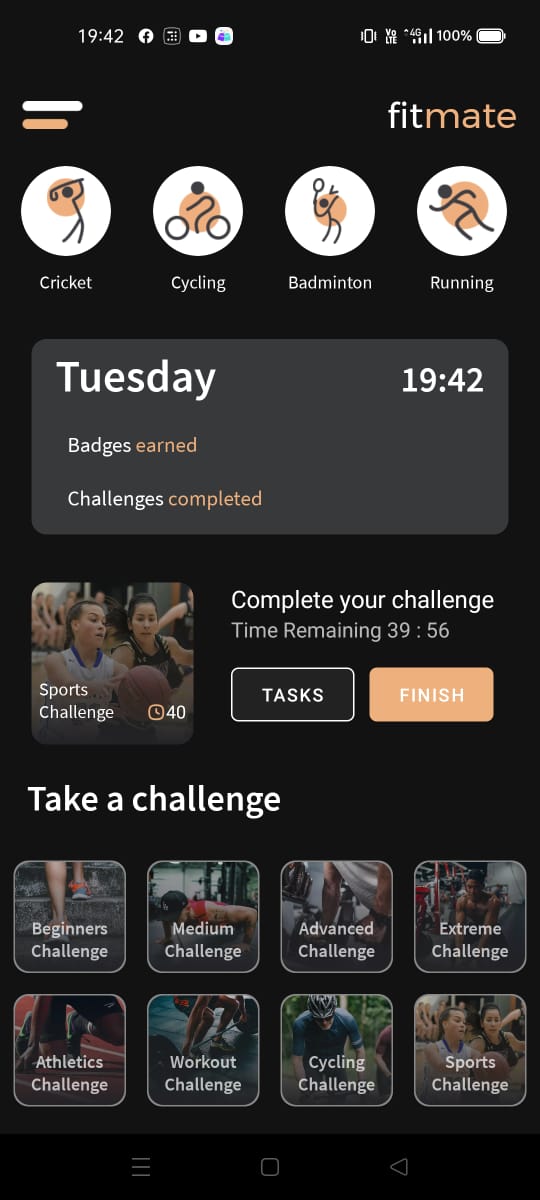 19:42
Vo LTE 4G 100%
fitmate
Cricket Cycling Badminton Running
Tuesday 19:42
Badges earned
Challenges completed
Complete your challenge
Time Remaining 39 : 56
Sports
Challenge 40
TASKS FINISH
Take a challenge
Beginners Challenge
Medium Challenge
Advanced Challenge
Extreme Challenge
Athletics Challenge
Workout Challenge
Cycling Challenge
Sports Challenge